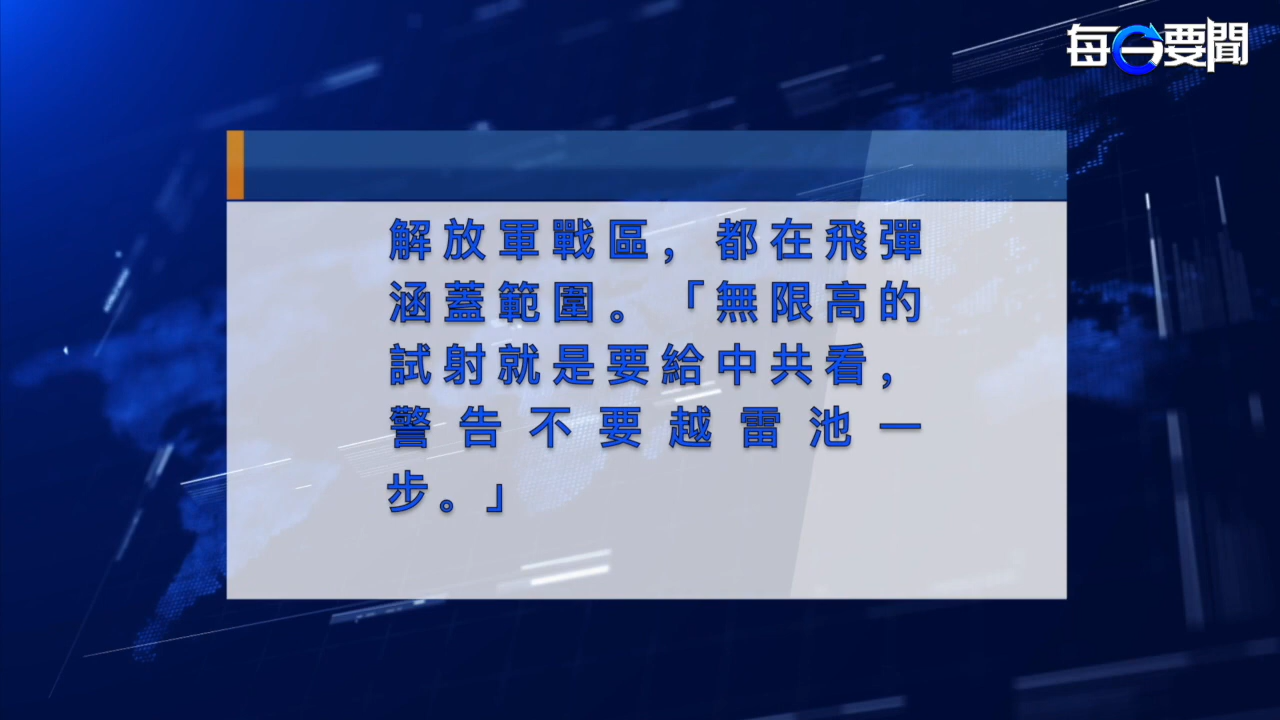 每日要聞
解放軍戰區，都在飛彈
涵蓋範圍。「無限高的
試射就是要給中共看，
警告不要越雷池一
步。」